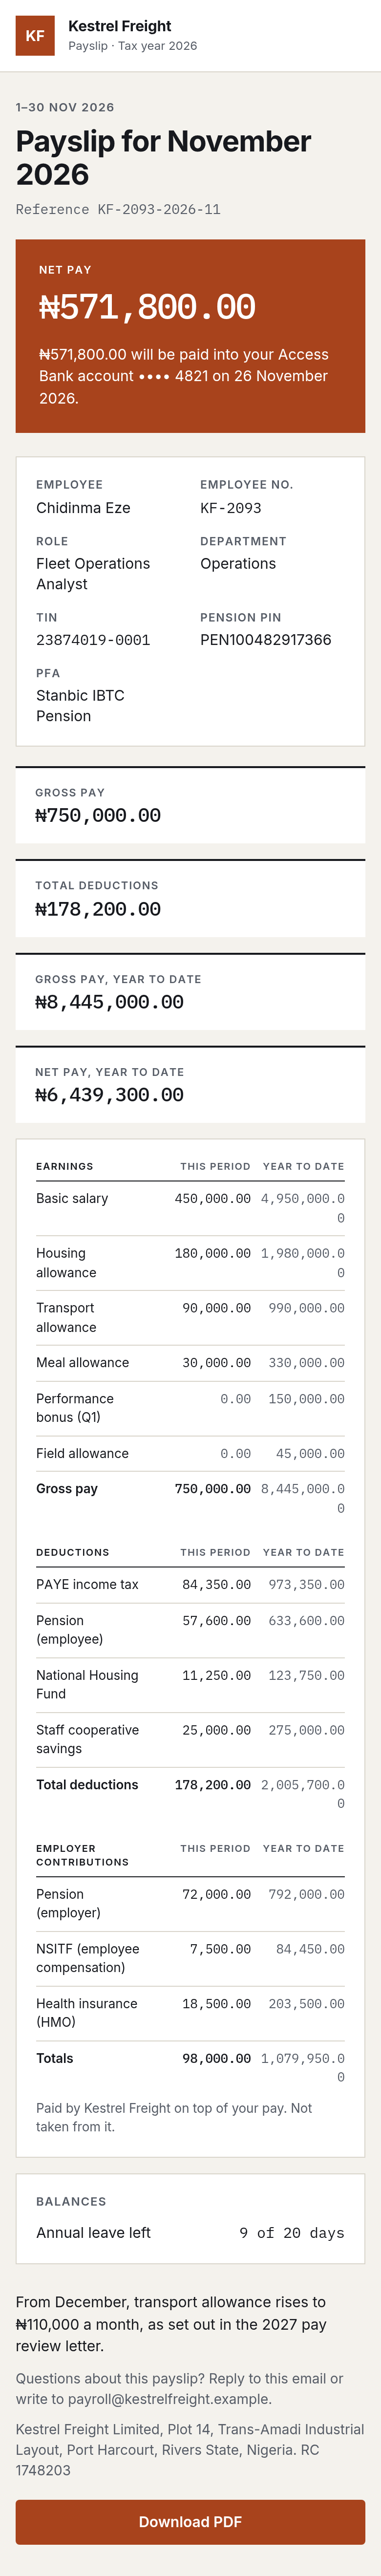 KF
Kestrel Freight
Payslip · Tax year 2026
1–30 NOV 2026
Payslip for November
2026
Reference KF-2093-2026-11
NET PAY
₦571,800.00
₦571,800.00 will be paid into your Access
Bank account •••• 4821 on 26 November
2026.
EMPLOYEE
Chidinma Eze
EMPLOYEE NO.
KF-2093
ROLE
Fleet Operations
Analyst
DEPARTMENT
Operations
TIN
23874019-0001
PENSION PIN
PEN100482917366
PFA
Stanbic IBTC
Pension
GROSS PAY
₦750,000.00
TOTAL DEDUCTIONS
₦178,200.00
GROSS PAY, YEAR TO DATE
₦8,445,000.00
NET PAY, YEAR TO DATE
₦6,439,300.00
EARNINGS THIS PERIOD YEAR TO DATE
Basic salary 450,000.00 4,950,000.0
0
Housing 180,000.00 1,980,000.0
allowance 0
Transport 90,000.00 990,000.00
allowance
Meal allowance 30,000.00 330,000.00
Performance 0.00 150,000.00
bonus (Q1)
Field allowance 0.00 45,000.00
Gross pay 750,000.00 8,445,000.0
0
DEDUCTIONS THIS PERIOD YEAR TO DATE
PAYE income tax 84,350.00 973,350.00
Pension 57,600.00 633,600.00
(employee)
National Housing 11,250.00 123,750.00
Fund
Staff cooperative 25,000.00 275,000.00
savings
Total deductions 178,200.00 2,005,700.0
0
EMPLOYER THIS PERIOD YEAR TO DATE
CONTRIBUTIONS
Pension 72,000.00 792,000.00
(employer)
NSITF (employee 7,500.00 84,450.00
compensation)
Health insurance 18,500.00 203,500.00
(HMO)
Totals 98,000.00 1,079,950.0
0
Paid by Kestrel Freight on top of your pay. Not
taken from it.
BALANCES
Annual leave left 9 of 20 days
From December, transport allowance rises to
₦110,000 a month, as set out in the 2027 pay
review letter.
Questions about this payslip? Reply to this email or
write to payroll@kestrelfreight.example.
Kestrel Freight Limited, Plot 14, Trans-Amadi Industrial
Layout, Port Harcourt, Rivers State, Nigeria. RC
1748203
Download PDF